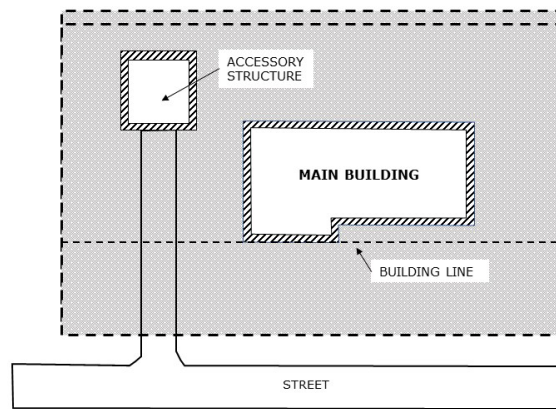 ACCESSORY
STRUCTURE
MAIN BUILDING
BUILDING LINE
STREET